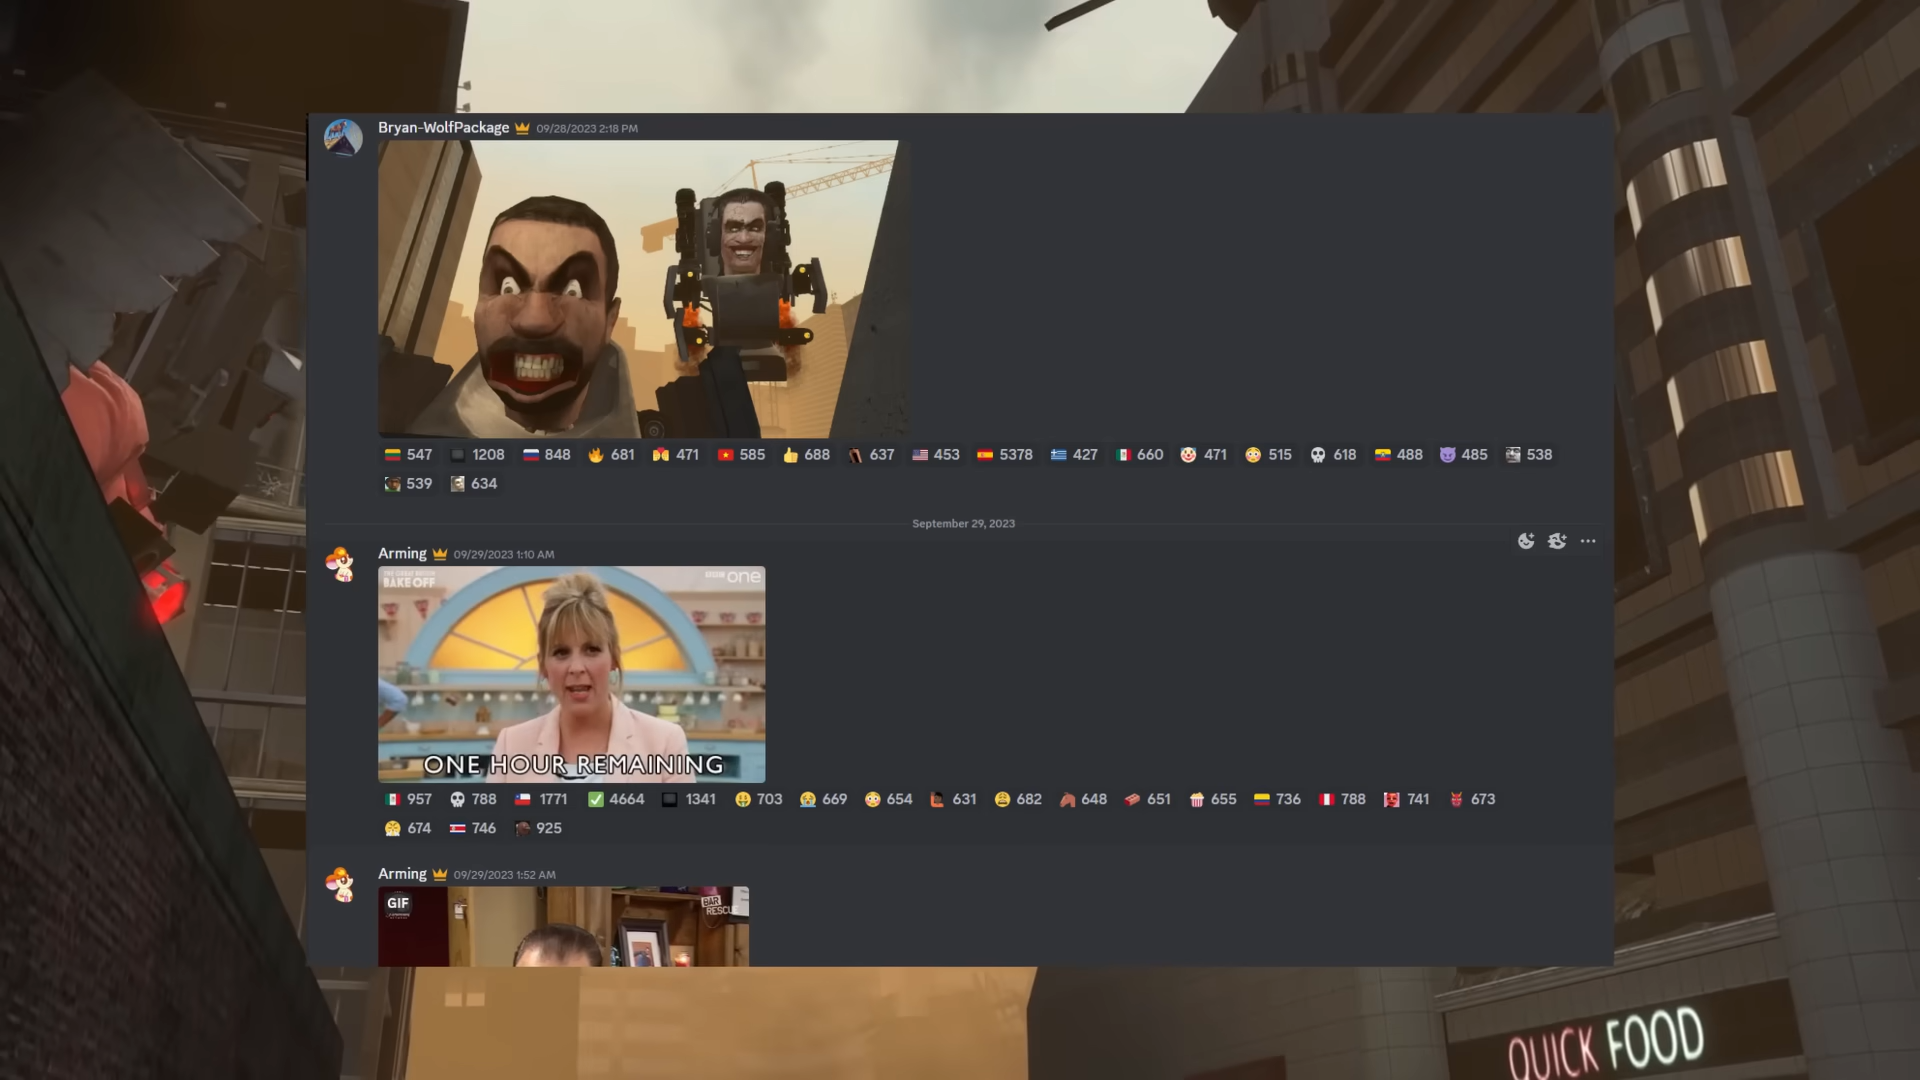 Bryan-WolfPackage 09/28/2023 2:18 PM
547 1208 848 681 471 585 688 637 453 5378 427 660 471 515 618 488 485 538
539 634
September 29, 2023
Arming 09/29/2023 1:10 AM
BAKE OFF
one
ONE HOUR REMAINING
957 788 1771 4664 1341 703 669 654 631 682 648 651 655 736 788 741 673
674 746 925
Arming 09/29/2023 1:52 AM
GIF
BAR
RESCUE
QUICK FOOD